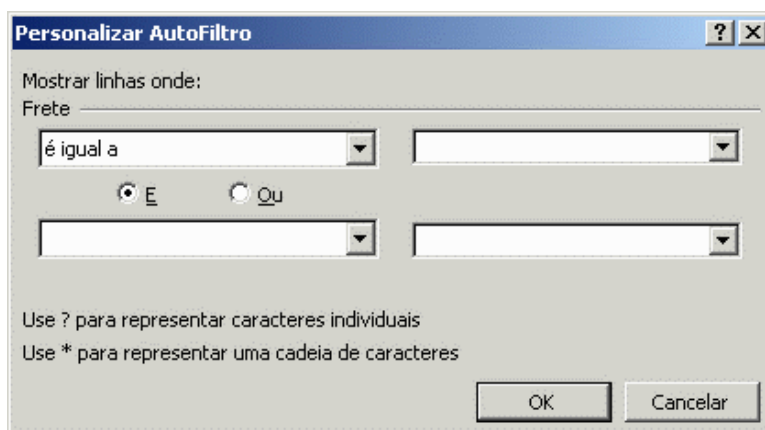 Personalizar AutoFiltro
Mostrar linhas onde:
Frete
é igual a
E Ou
Use ? para representar caracteres individuais
Use * para representar uma cadeia de caracteres
OK Cancelar